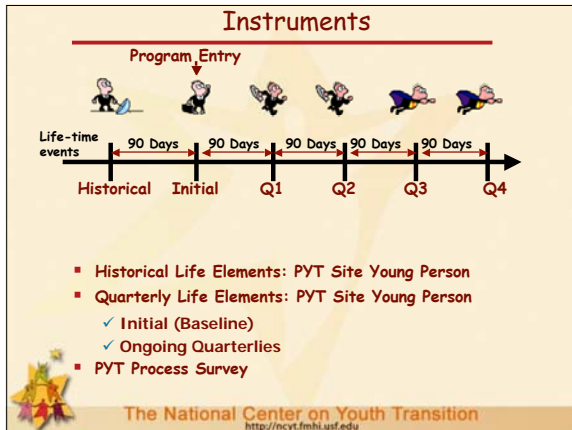 Instruments
Program Entry
Life-time
events
90 Days 90 Days 90 Days 90 Days 90 Days
Historical Initial Q1 Q2 Q3 Q4
Historical Life Elements: PYT Site Young Person
Quarterly Life Elements: PYT Site Young Person
Initial (Baseline)
Ongoing Quarterlies
PYT Process Survey
The National Center on Youth Transition
http://ncyt.fmhi.usf.edu